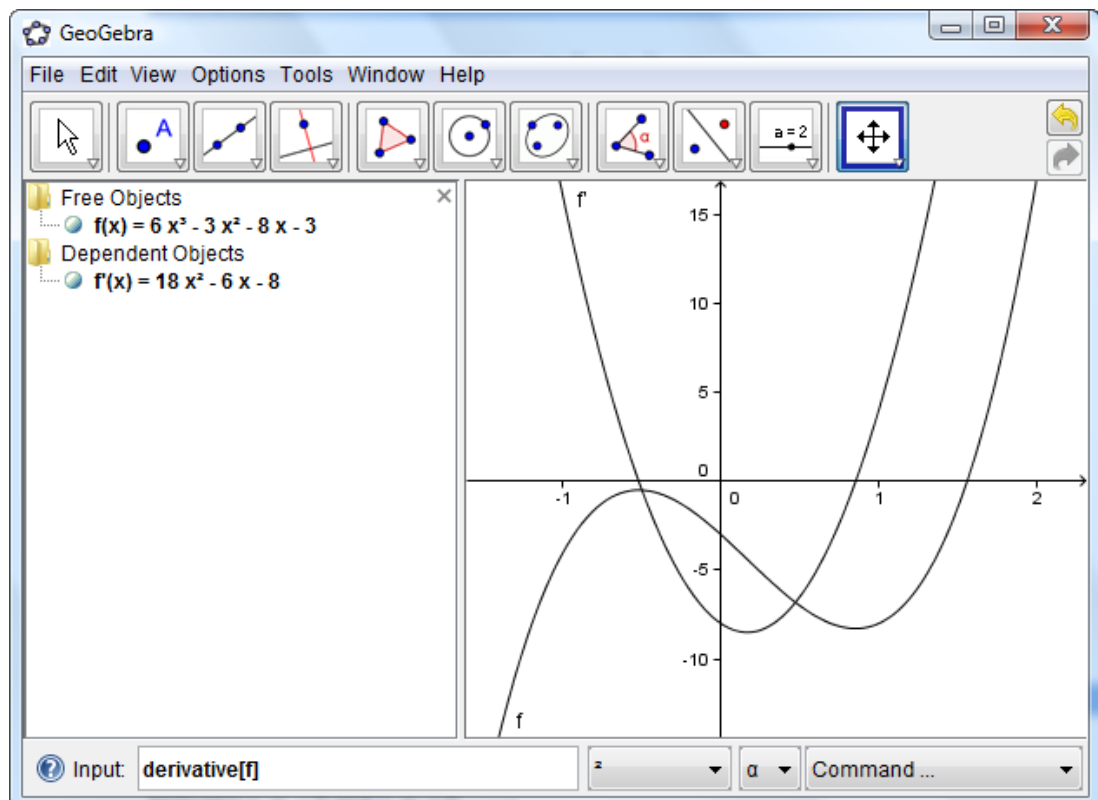 GeoGebra
File Edit View Options Tools Window Help
A
α
a = 2
Free Objects
f(x) = 6 x³ - 3 x² - 8 x - 3
Dependent Objects
f'(x) = 18 x² - 6 x - 8
f'
15
10
5
0
-1 0 1 2
-5
-10
f
Input: derivative[f] ² α Command ...